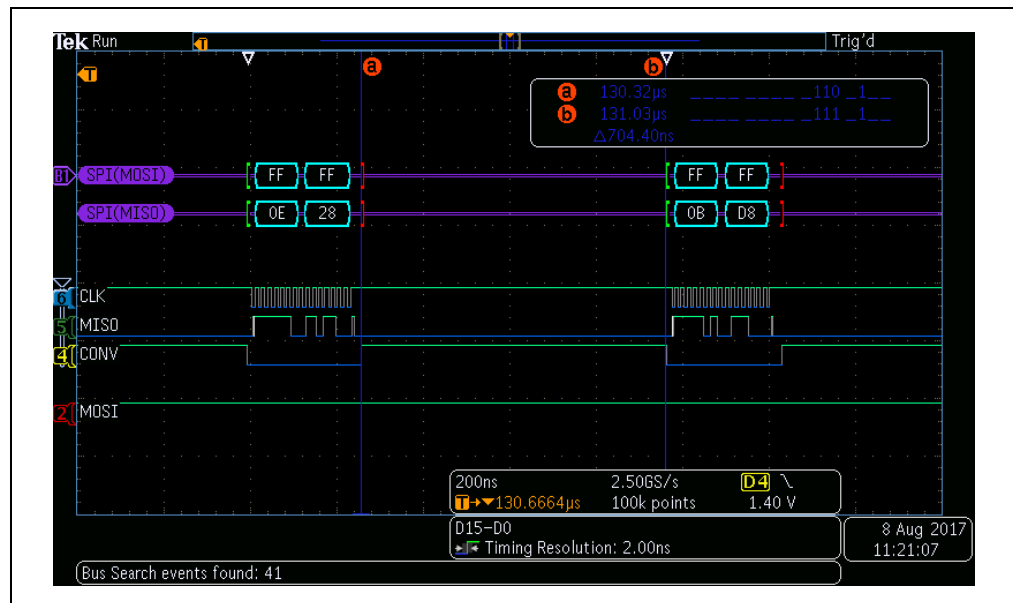 Tek Run T Trig'd
T a b
a 130.32µs ____ ____ _110 _1__
b 131.03µs ____ ____ _111 _1__
△704.40ns
B1 SPI(MOSI) FF FF FF FF
SPI(MISO) 0E 28 0B D8
6 CLK
5 MISO
4 CONV
2 MOSI
200ns 2.50GS/s D4 \
T→▼130.6664µs 100k points 1.40 V
D15-D0
Timing Resolution: 2.00ns
8 Aug 2017
11:21:07
Bus Search events found: 41